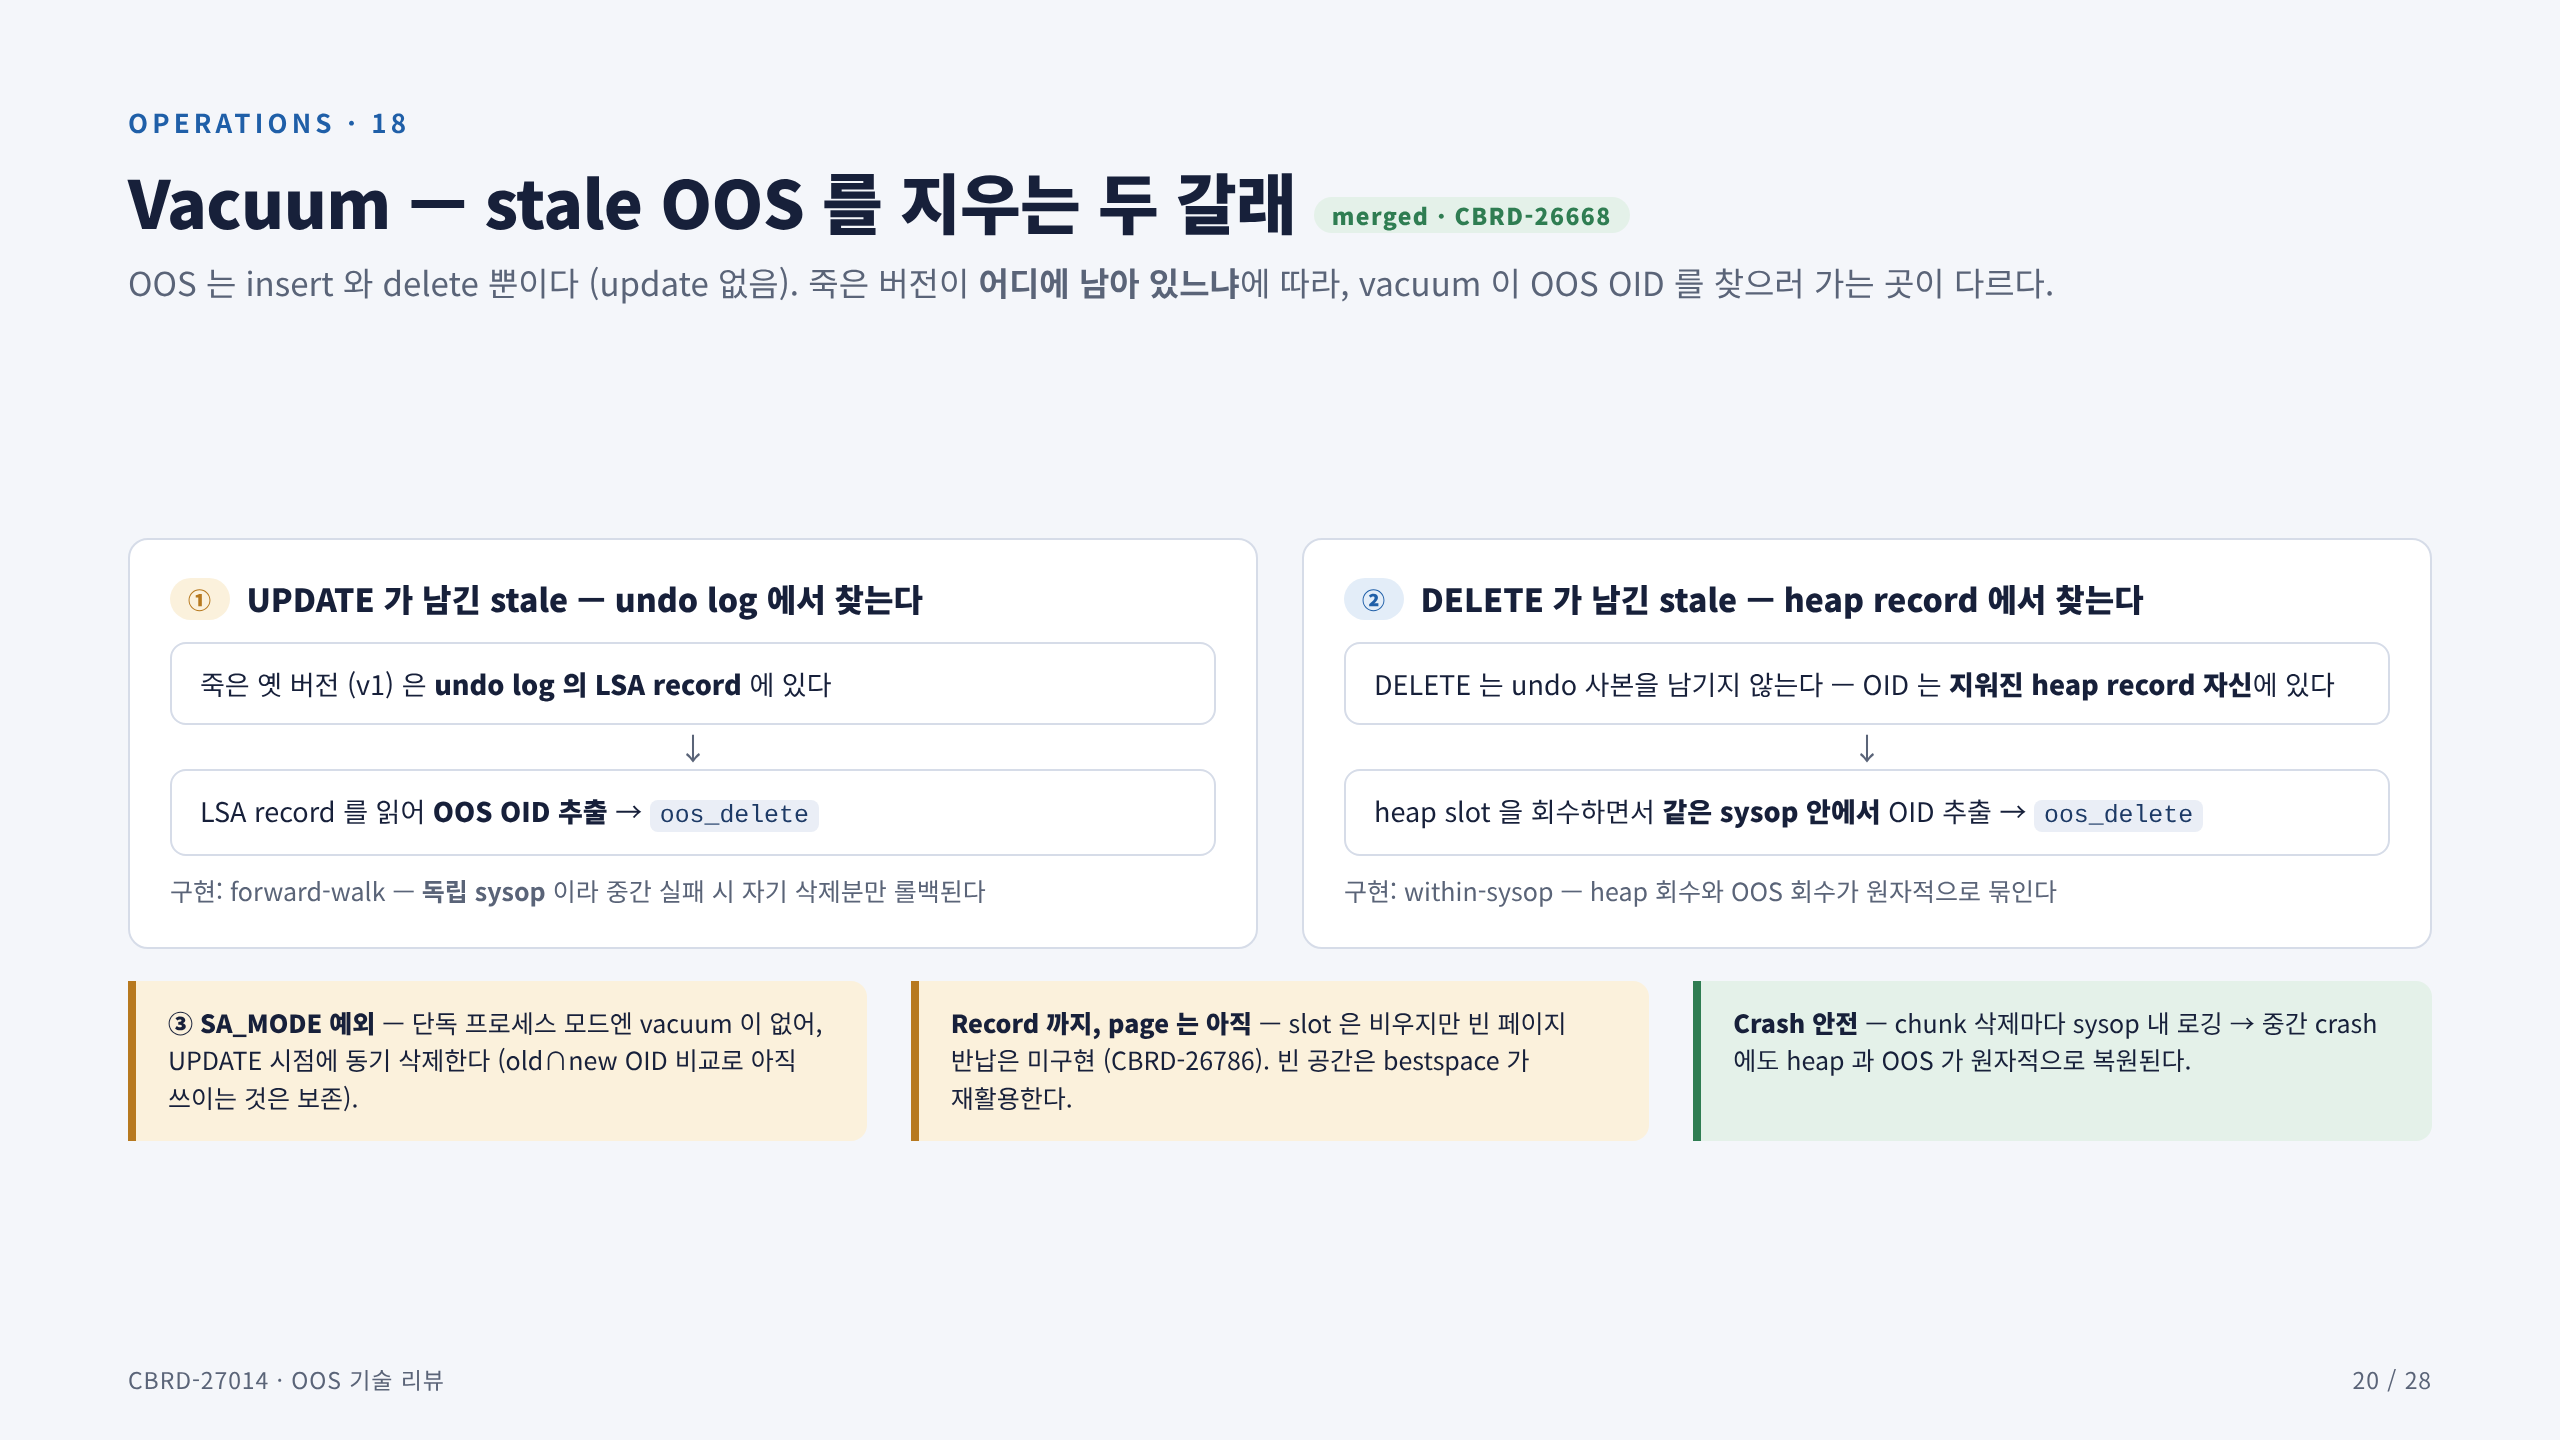 OPERATIONS · 18
Vacuum — stale OOS 를 지우는 두 갈래 merged · CBRD-26668
OOS 는 insert 와 delete 뿐이다 (update 없음). 죽은 버전이 어디에 남아 있느냐에 따라, vacuum 이 OOS OID 를 찾으러 가는 곳이 다르다.
① UPDATE 가 남긴 stale — undo log 에서 찾는다
죽은 옛 버전 (v1) 은 undo log 의 LSA record 에 있다
↓
LSA record 를 읽어 OOS OID 추출 → oos_delete
구현: forward-walk — 독립 sysop 이라 중간 실패 시 자기 삭제분만 롤백된다
② DELETE 가 남긴 stale — heap record 에서 찾는다
DELETE 는 undo 사본을 남기지 않는다 — OID 는 지워진 heap record 자신에 있다
↓
heap slot 을 회수하면서 같은 sysop 안에서 OID 추출 → oos_delete
구현: within-sysop — heap 회수와 OOS 회수가 원자적으로 묶인다
③ SA_MODE 예외 — 단독 프로세스 모드엔 vacuum 이 없어,
UPDATE 시점에 동기 삭제한다 (old∩new OID 비교로 아직
쓰이는 것은 보존).
Record 까지, page 는 아직 — slot 은 비우지만 빈 페이지
반납은 미구현 (CBRD-26786). 빈 공간은 bestspace 가
재활용한다.
Crash 안전 — chunk 삭제마다 sysop 내 로깅 → 중간 crash
에도 heap 과 OOS 가 원자적으로 복원된다.
CBRD-27014 · OOS 기술 리뷰
20 / 28